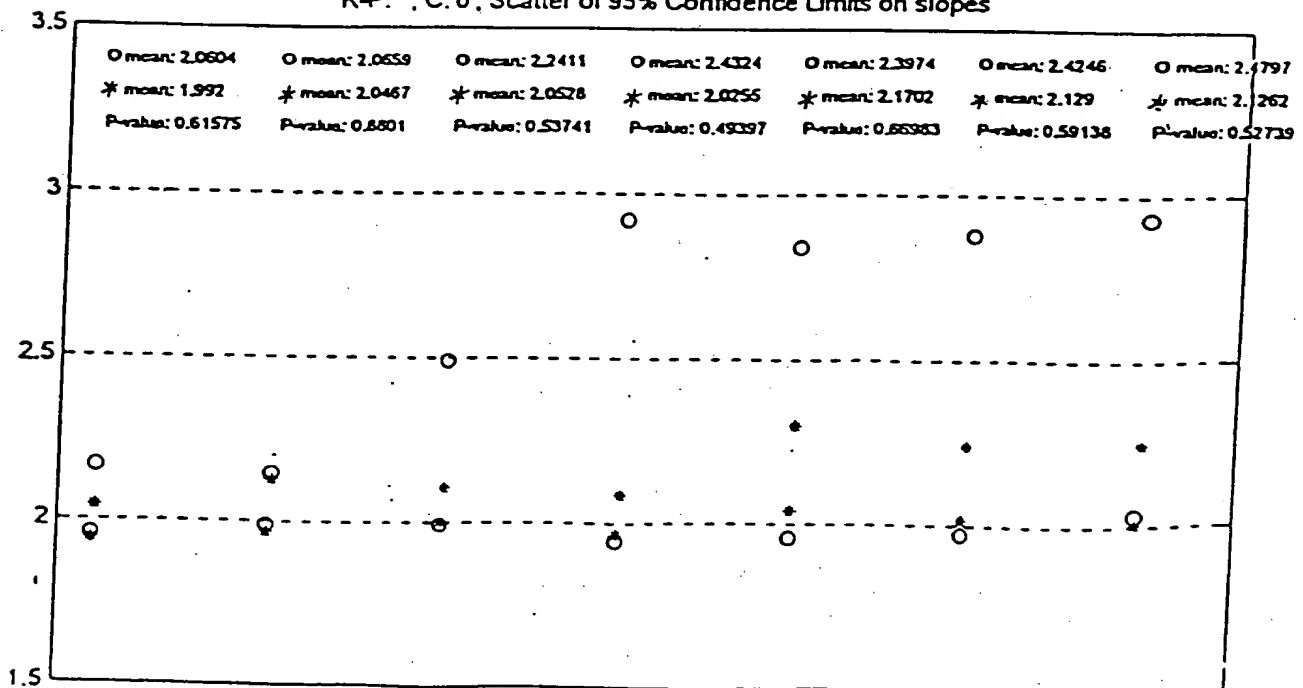 Scatter of 95% Confidence Limits on slopes
3.5
O mean: 2.0604 O mean: 2.0659 O mean: 2.2411 O mean: 2.4324 O mean: 2.3974 O mean: 2.4246 O mean: 2.4797
* mean: 1.992 * mean: 2.0467 * mean: 2.0528 * mean: 2.0255 * mean: 2.1702 * mean: 2.129 * mean: 2.1262
P-value: 0.61575 P-value: P-value: 0.53741 P-value: 0.49397 P-value: 0.66983 P-value: 0.59138 P-value: 0.52739
3
2.5
2
1.5